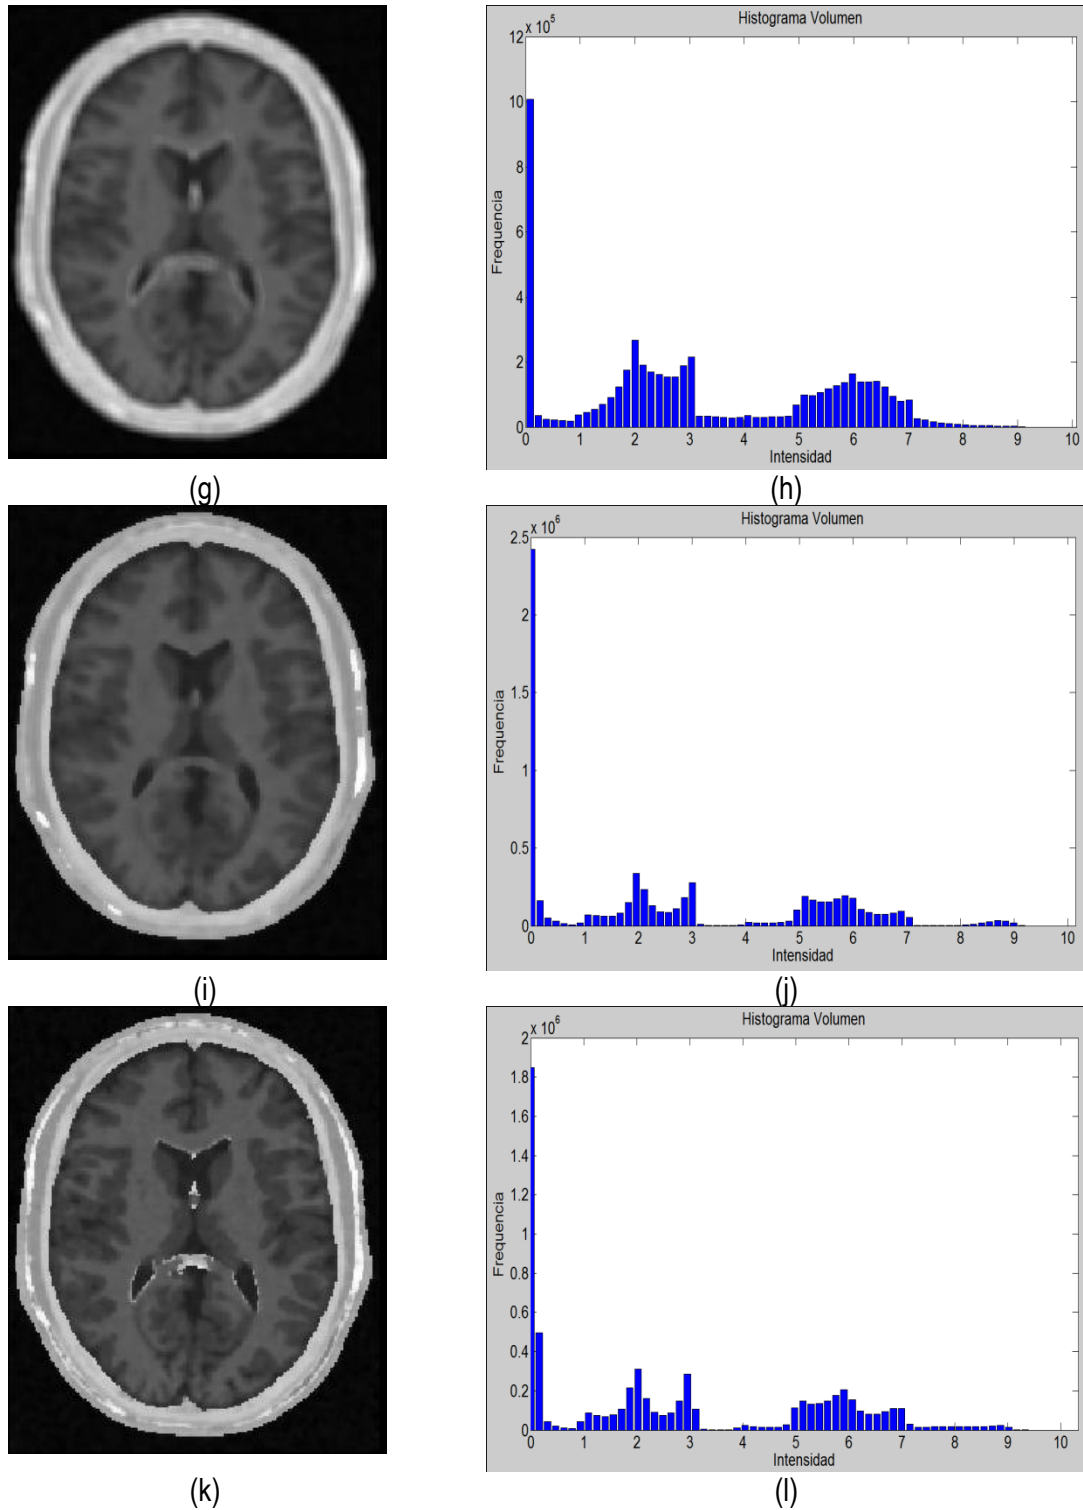 Histograma Volumen
x 10^5
12
10
8
6
4
2
0
Frequencia
0 1 2 3 4 5 6 7 8 9 10
Intensidad
(g) (h)
Histograma Volumen
x 10^6
2.5
2
1.5
1
0.5
0
Frequencia
0 1 2 3 4 5 6 7 8 9 10
Intensidad
(i) (j)
Histograma Volumen
x 10^6
2
1.8
1.6
1.4
1.2
1
0.8
0.6
0.4
0.2
0
Frequencia
0 1 2 3 4 5 6 7 8 9 10
Intensidad
(k) (l)